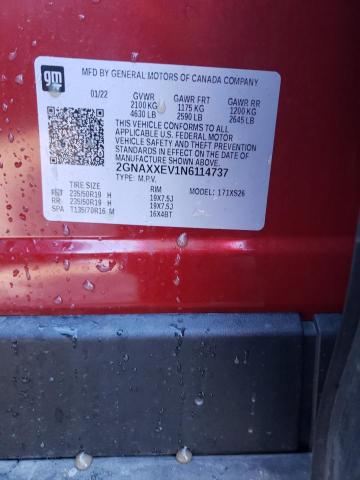 gm
MFD BY GENERAL MOTORS OF CANADA COMPANY
01/22 GVWR GAWR FRT GAWR RR
2100 KG 1175 KG 1200 KG
4630 LB 2590 LB 2645 LB
THIS VEHICLE CONFORMS TO ALL APPLICABLE
U.S. FEDERAL MOTOR
VEHICLE SAFETY AND THEFT PREVENTION
STANDARDS IN EFFECT ON THE DATE OF
MANUFACTURE SHOWN ABOVE.
2GNAXXEV1N6114737
TYPE: M.P.V.
TIRE SIZE RIM MODEL: 1XS26
FRT: 235/50R19 H 19X7.5J
RR: 235/50R19 H 19X7.5J
SPA T135/70R16 M 16X4BT